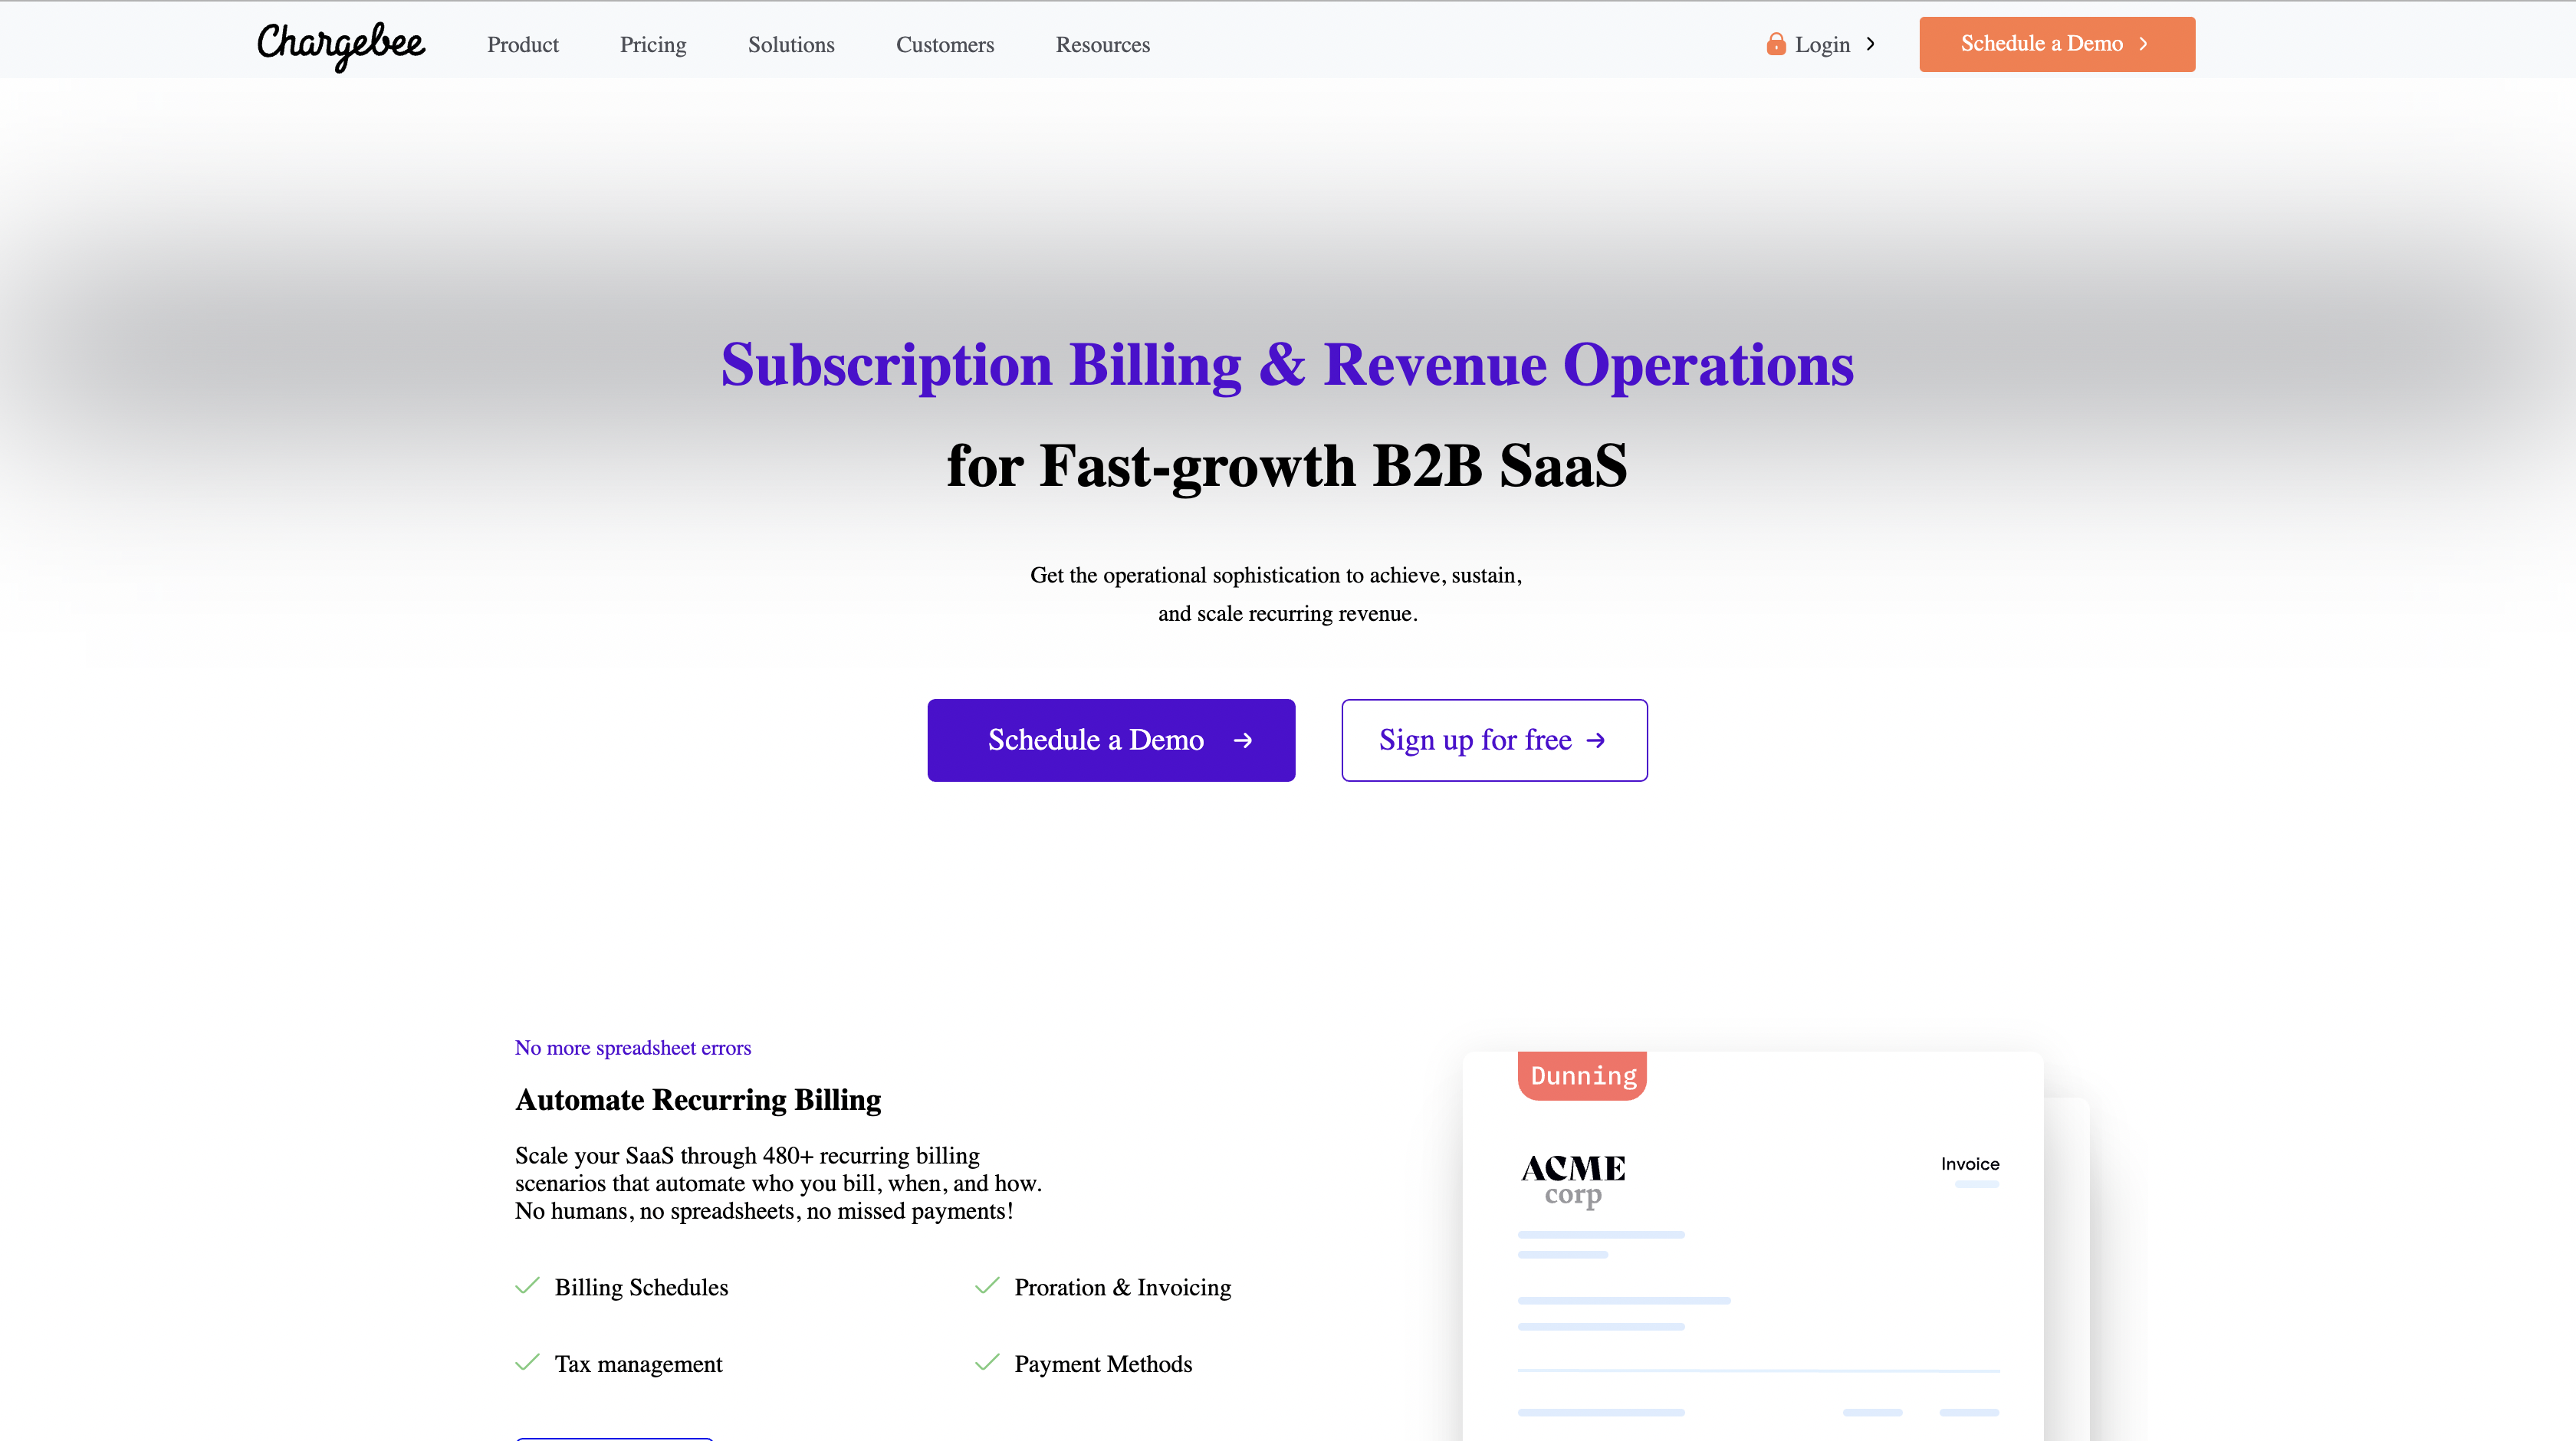 Chargebee Product Pricing Solutions Customers Resources Login Schedule a Demo
Subscription Billing & Revenue Operations
for Fast-growth B2B SaaS
Get the operational sophistication to achieve, sustain,
and scale recurring revenue.
Schedule a Demo Sign up for free
No more spreadsheet errors
Automate Recurring Billing
Scale your SaaS through 480+ recurring billing
scenarios that automate who you bill, when, and how.
No humans, no spreadsheets, no missed payments!
Billing Schedules Proration & Invoicing
Tax management Payment Methods
Dunning
ACME Invoice
corp